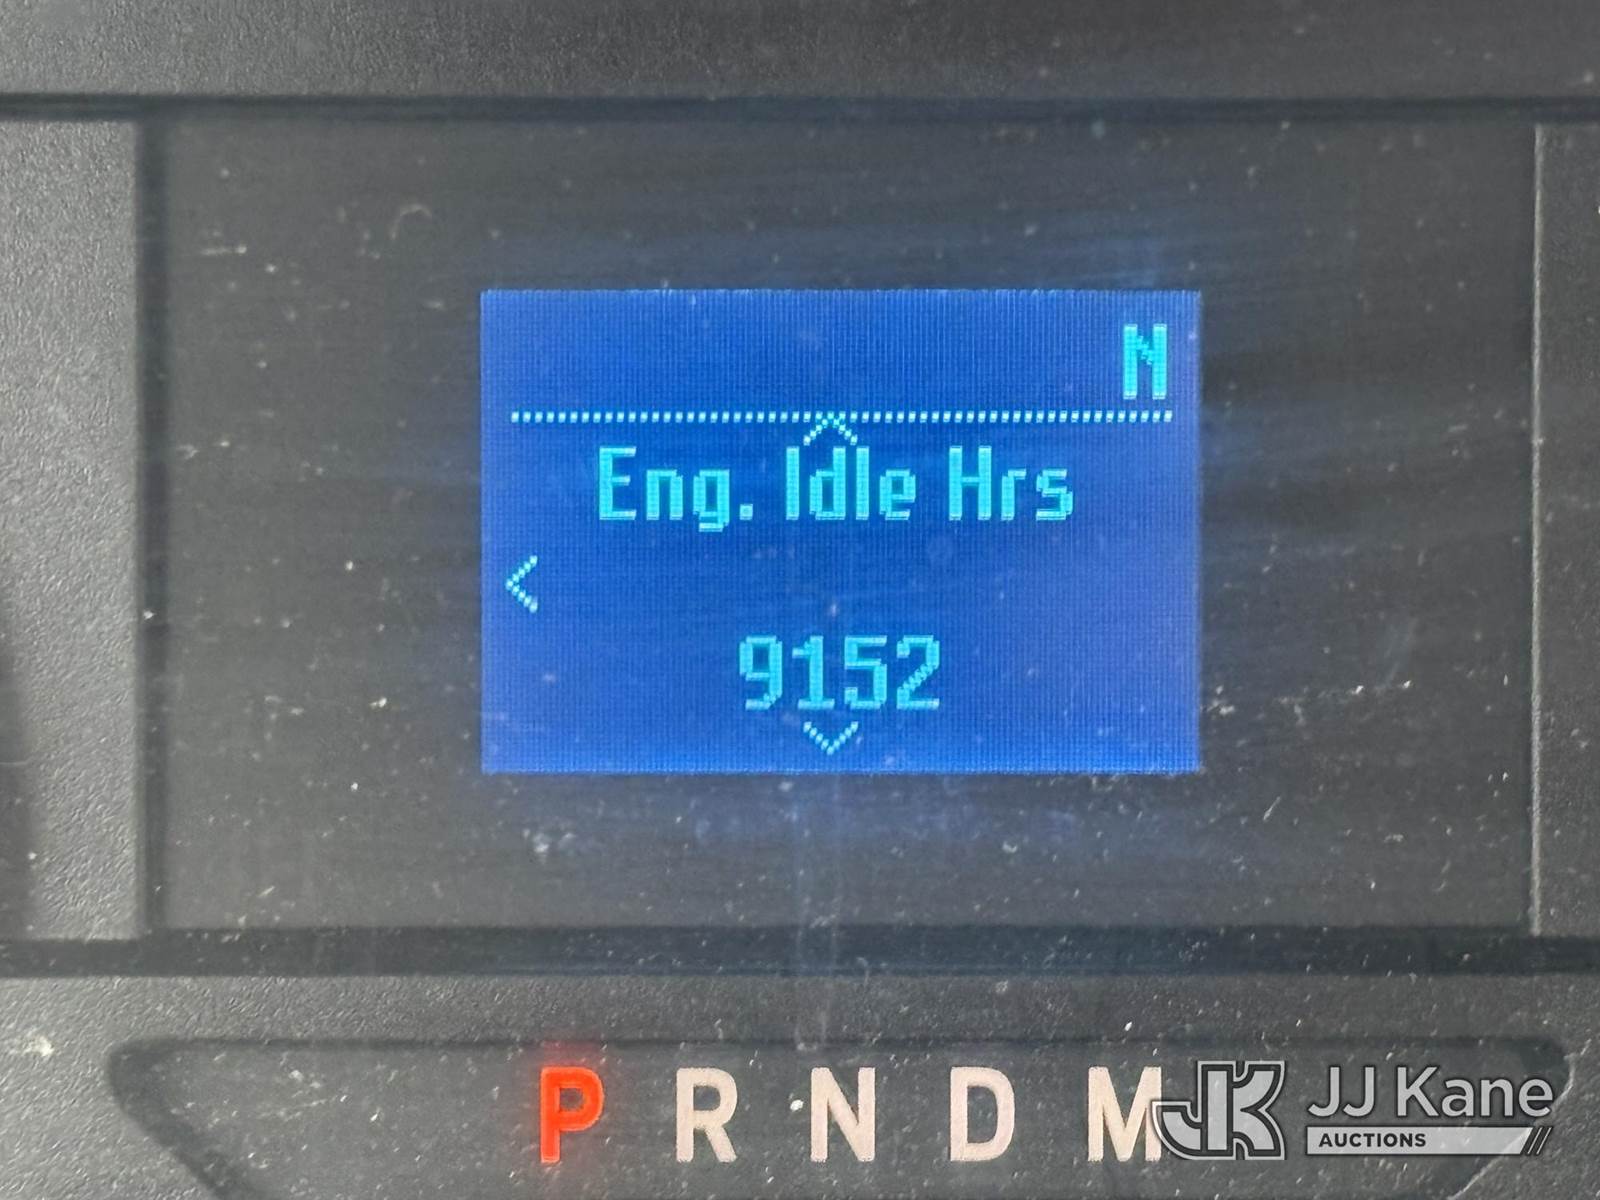 N
Eng. Idle Hrs
<
9152
P R N D M
JJ Kane
AUCTIONS